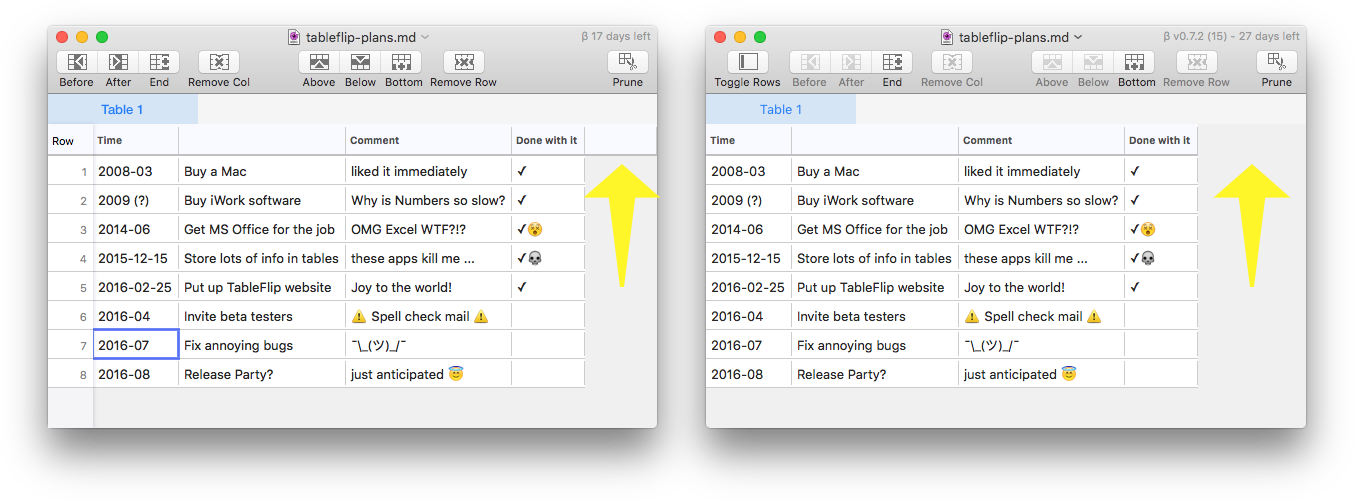 tableflip-plans.md
β 17 days left
Before After End Remove Col Above Below Bottom Remove Row Prune
Table 1
Row Time Comment Done with it
1 2008-03 Buy a Mac liked it immediately ✓
2 2009 (?) Buy iWork software Why is Numbers so slow? ✓
3 2014-06 Get MS Office for the job OMG Excel WTF?!? ✓😵
4 2015-12-15 Store lots of info in tables these apps kill me ... ✓💀
5 2016-02-25 Put up TableFlip website Joy to the world! ✓
6 2016-04 Invite beta testers ⚠️ Spell check mail ⚠️
7 2016-07 Fix annoying bugs ¯\_(ツ)_/¯
8 2016-08 Release Party? just anticipated 😇
tableflip-plans.md
β v0.7.2 (15) - 27 days left
Toggle Rows Before After End Remove Col Above Below Bottom Remove Row Prune
Table 1
Time Comment Done with it
2008-03 Buy a Mac liked it immediately ✓
2009 (?) Buy iWork software Why is Numbers so slow? ✓
2014-06 Get MS Office for the job OMG Excel WTF?!? ✓😵
2015-12-15 Store lots of info in tables these apps kill me ... ✓💀
2016-02-25 Put up TableFlip website Joy to the world! ✓
2016-04 Invite beta testers ⚠️ Spell check mail ⚠️
2016-07 Fix annoying bugs ¯\_(ツ)_/¯
2016-08 Release Party? just anticipated 😇